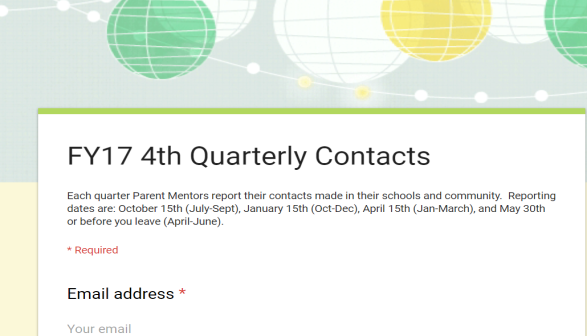 FY17 4th Quarterly Contacts
Each quarter Parent Mentors report their contacts made in their schools and community.  Reporting
dates are: October 15th (July-Sept), January 15th (Oct-Dec), April 15th (Jan-March), and May 30th
or before you leave (April-June).
* Required
Email address *
Your email